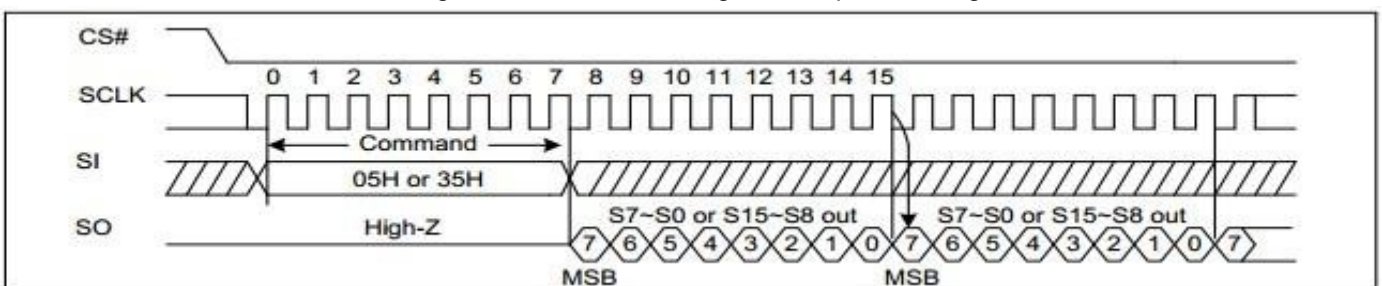 CS#
0 1 2 3 4 5 6 7 8 9 10 11 12 13 14 15
SCLK
Command
SI
05H or 35H
SO
High-Z
S7~S0 or S15~S8 out
S7~S0 or S15~S8 out
7 6 5 4 3 2 1 0 7 6 5 4 3 2 1 0 7
MSB
MSB